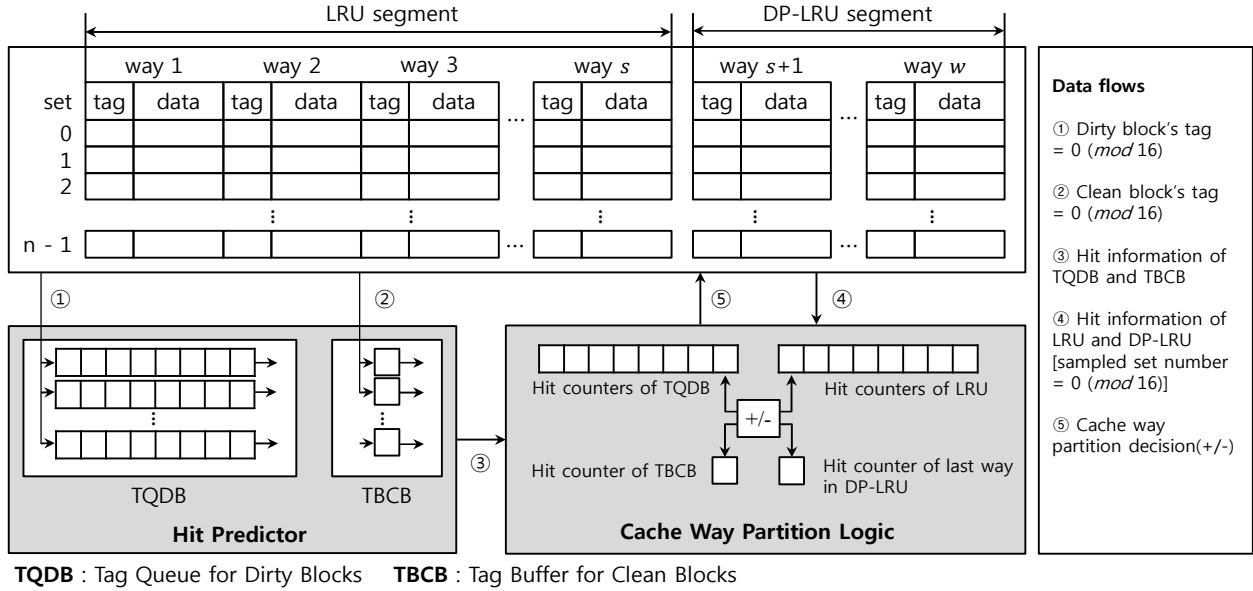 LRU segment DP-LRU segment
way 1 way 2 way 3 way s way s+1 way w
set tag data tag data tag data ... tag data tag data ... tag data
0
1
2
n - 1 ... ...
① ② ⑤ ④
Hit counters of TQDB Hit counters of LRU
+/-
③ Hit counter of TBCB Hit counter of last way
in DP-LRU
TQDB TBCB
Hit Predictor Cache Way Partition Logic
TQDB : Tag Queue for Dirty Blocks TBCB : Tag Buffer for Clean Blocks
Data flows
① Dirty block's tag
= 0 (mod 16)
② Clean block's tag
= 0 (mod 16)
③ Hit information of
TQDB and TBCB
④ Hit information of
LRU and DP-LRU
[sampled set number
= 0 (mod 16)]
⑤ Cache way
partition decision(+/-)